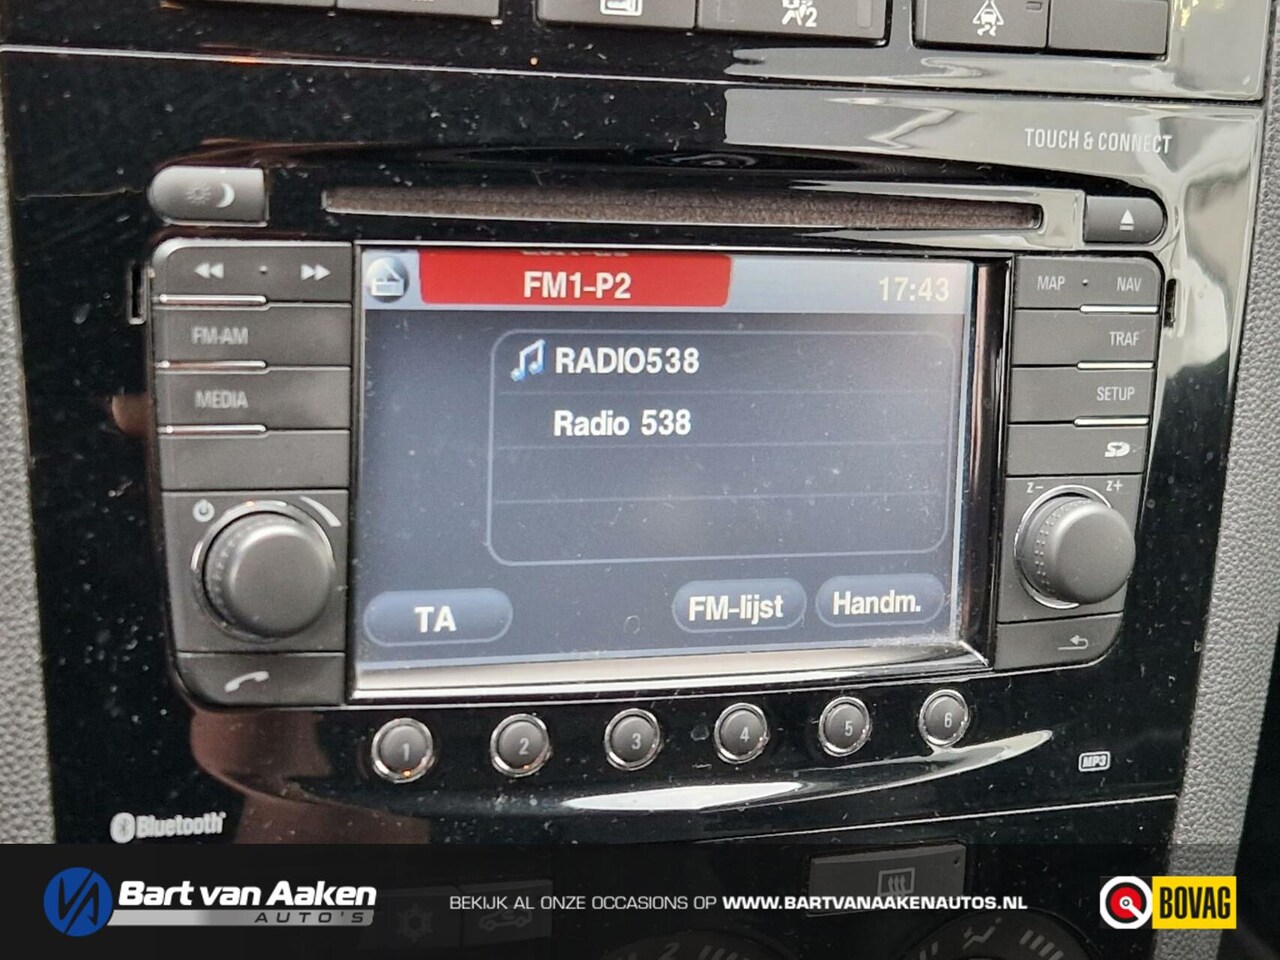 TOUCH & CONNECT
FM1-P2
17:43
MAP · NAV
FM-AM
TRAF
RADIO538
MEDIA
SETUP
Radio 538
z-
z+
TA
FM-lijst
Handm.
1
2
3
4
5
6
MP3
Bluetooth
Bart van Aaken
AUTO'S
BEKIJK AL ONZE OCCASIONS OP WWW.BARTVANAAKENAUTOS.NL
BOVAG
2